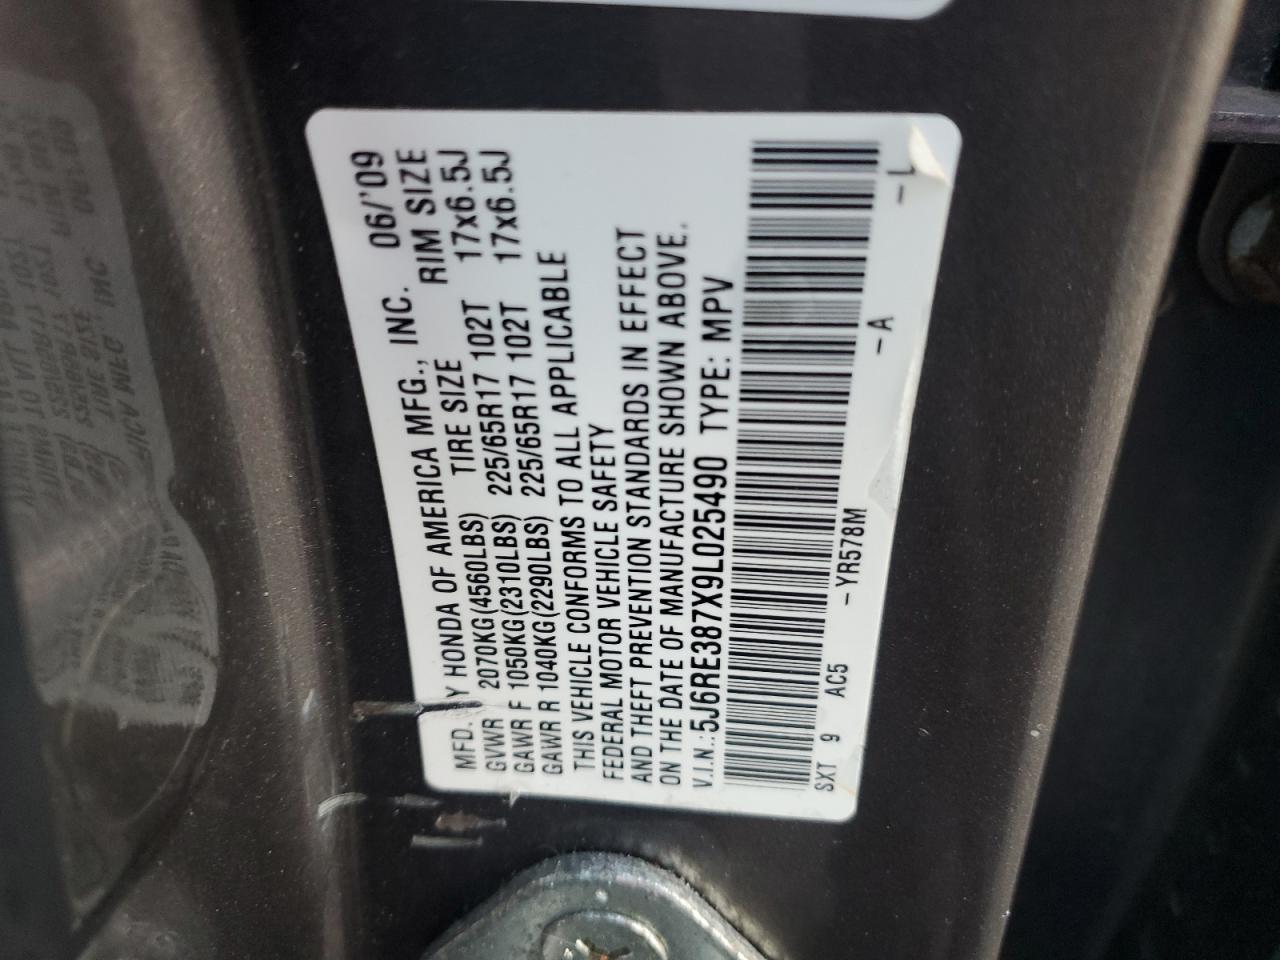 MFD. BY HONDA OF AMERICA MFG., INC. 06/'09
GVWR 2070KG(4560LBS) TIRE SIZE RIM SIZE
GAWR F 1050KG(2310LBS) 225/65R17 102T 17x6.5J
GAWR R 1040KG(2290LBS) 225/65R17 102T 17x6.5J
THIS VEHICLE CONFORMS TO ALL APPLICABLE
FEDERAL MOTOR VEHICLE SAFETY
AND THEFT PREVENTION STANDARDS IN EFFECT
ON THE DATE OF MANUFACTURE SHOWN ABOVE.
V.I.N.:5J6RE387X9L025490 TYPE: MPV
SXT 9 AC5 - YR578M - A - L